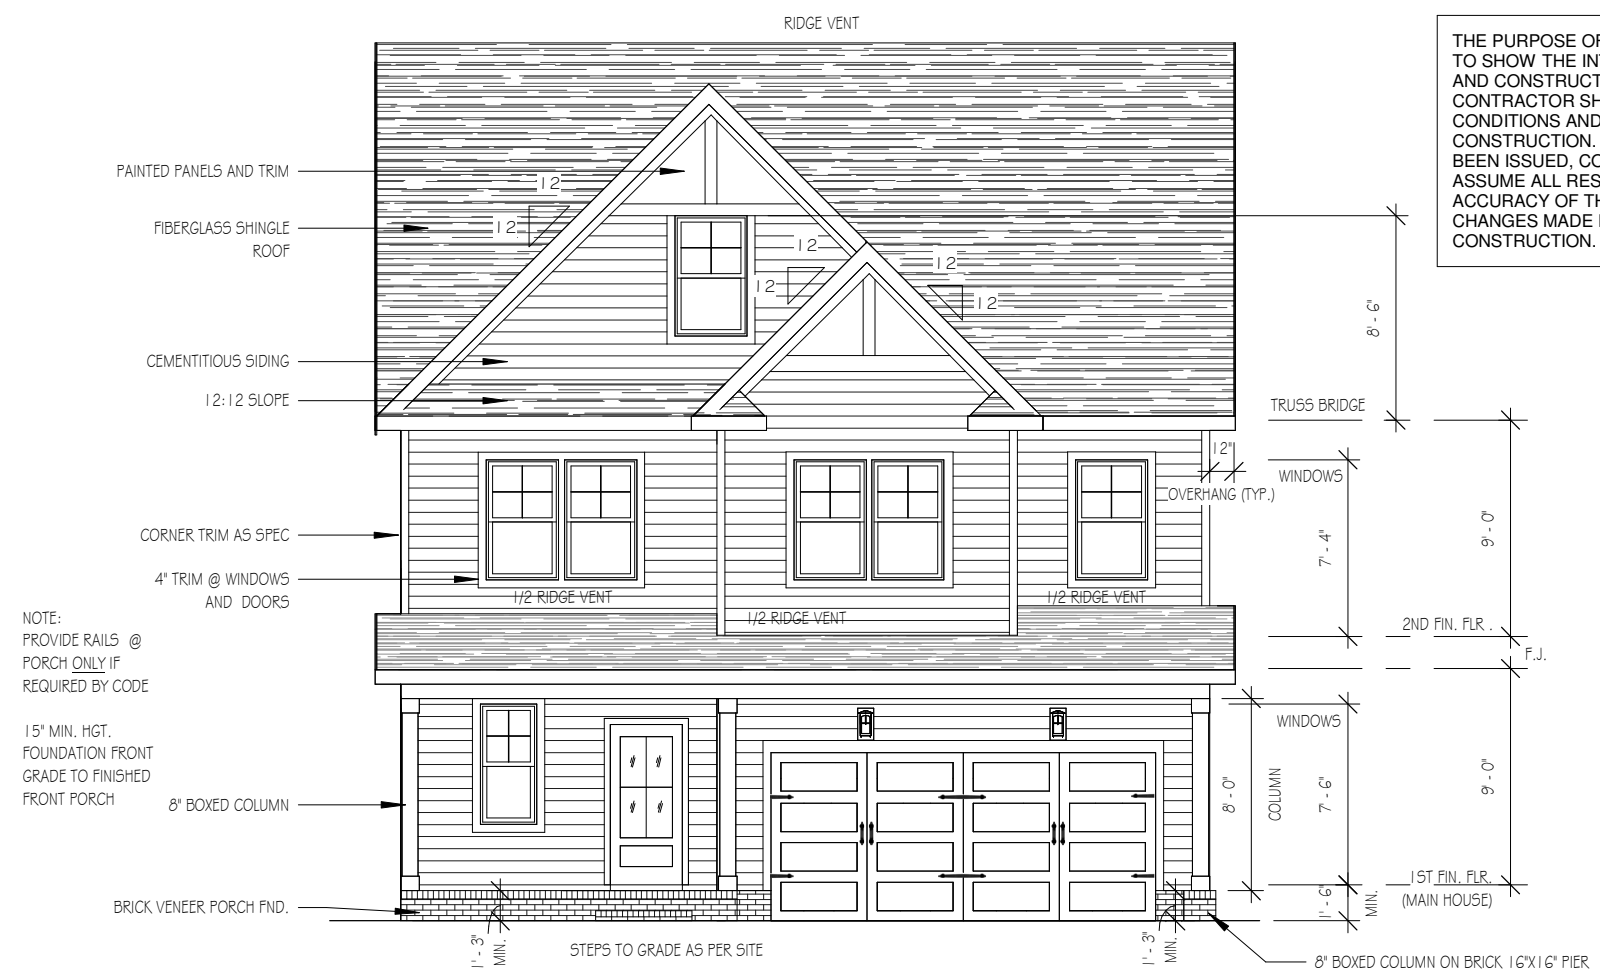 RIDGE VENT
THE PURPOSE OF
TO SHOW THE
AND
CONTRACTOR
CONDITIONS AND
CONSTRUCTION.
BEEN ISSUED,
ASSUME ALL
ACCURACY OF
CHANGES MADE
CONSTRUCTION.
PAINTED PANELS AND TRIM
12
12
FIBERGLASS SHINGLE
ROOF
12
12
12
12
8' - 6"
CEMENTITIOUS SIDING
12:12 SLOPE
TRUSS BRIDGE
12"
OVERHANG (TYP.)
WINDOWS
7' - 4"
9' - 0"
CORNER TRIM AS SPEC
4" TRIM @ WINDOWS
AND DOORS
1/2 RIDGE VENT
1/2 RIDGE VENT
1/2 RIDGE VENT
2ND FIN. FLR .
F.J.
NOTE:
PROVIDE RAILS @
PORCH ONLY IF
REQUIRED BY CODE
15" MIN. HGT.
FOUNDATION FRONT
GRADE TO FINISHED
FRONT PORCH
8" BOXED COLUMN
WINDOWS
8' - 0"
COLUMN
7' - 6"
9' - 0"
1ST FIN. FLR.
(MAIN HOUSE)
1' - 6"
MIN.
BRICK VENEER PORCH FND.
1' - 3"
MIN.
STEPS TO GRADE AS PER SITE
1' - 3"
MIN.
8" BOXED COLUMN ON BRICK 16"X16" PIER